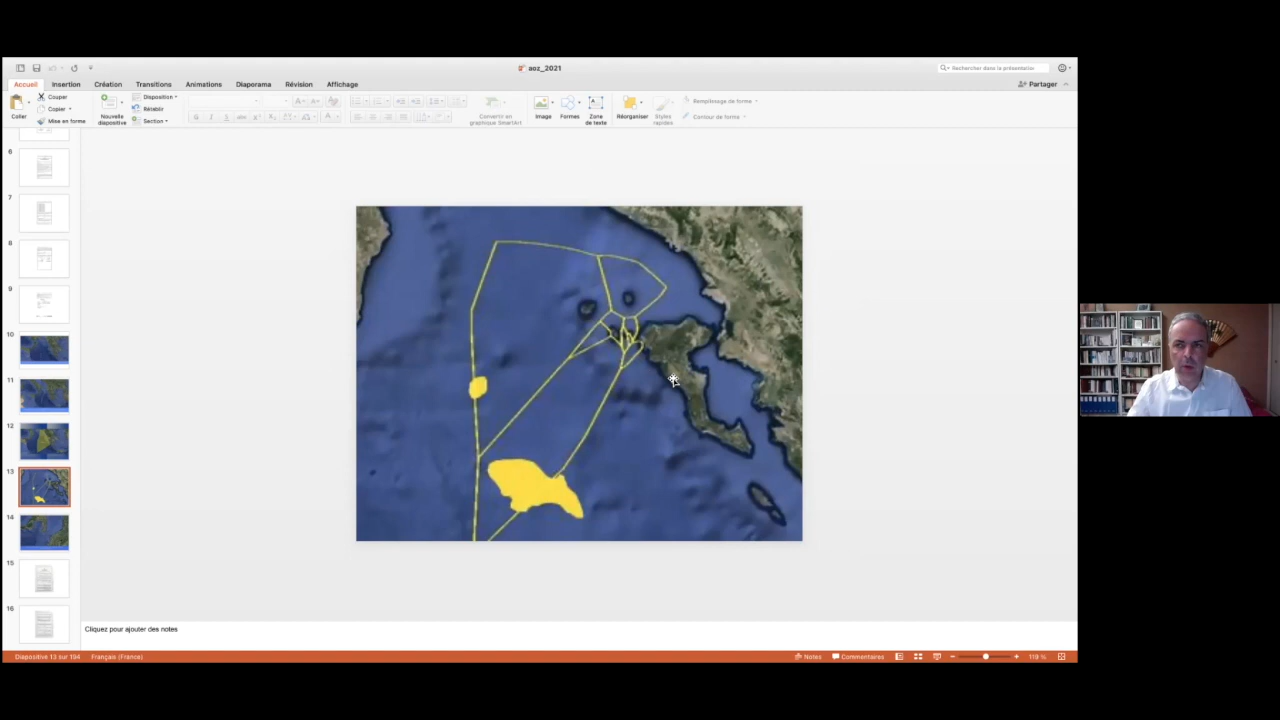 aoz_2021
Rechercher dans la présentation
Accueil Insertion Création Transitions Animations Diaporama Révision Affichage Partager
Coller
Couper
Copier
Mise en forme
Nouvelle diapositive
Disposition
Rétablir
Section
Convertir en graphique SmartArt
Image
Formes
Zone de texte
Réorganiser
Styles rapides
Remplissage de forme
Contour de forme
6
7
8
9
10
11
12
13
14
15
16
Cliquez pour ajouter des notes
Diapositive 13 sur 194 Français (France) Notes Commentaires 119 %